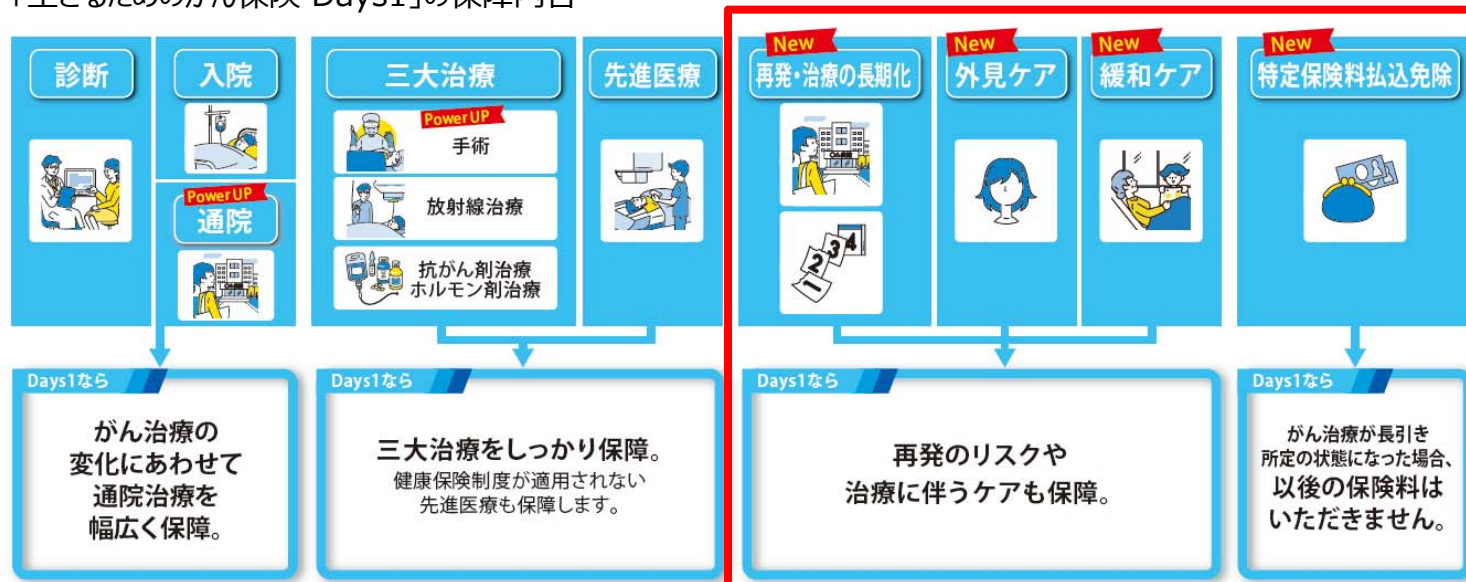 「生きるためのがん保険 Days1」の保障内容
診断
入院
PowerUP
通院
三大治療
PowerUP
手術
放射線治療
抗がん剤治療
ホルモン剤治療
先進医療
New
再発・治療の長期化
1
2
3
4
New
外見ケア
New
緩和ケア
New
特定保険料払込免除
Days1なら
がん治療の
変化にあわせて
通院治療を
幅広く保障。
Days1なら
三大治療をしっかり保障。
健康保険制度が適用されない
先進医療も保障します。
Days1なら
再発のリスクや
治療に伴うケアも保障。
Days1なら
がん治療が長引き
所定の状態になった場合、
以後の保険料は
いただきません。